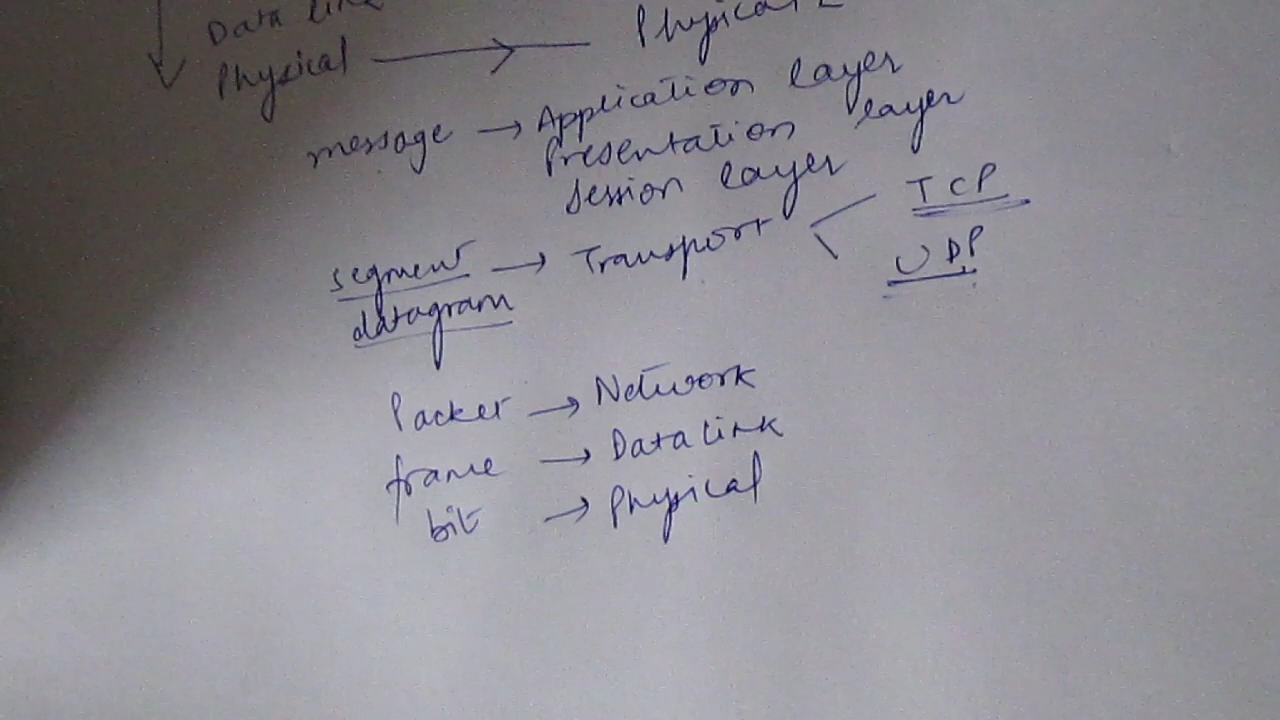 Data link
Physical → Physical
message → Application layer
Presentation layer
Session layer
segment → Transport < TCP
datagram UDP
Packet → Network
frame → Data link
bit → Physical